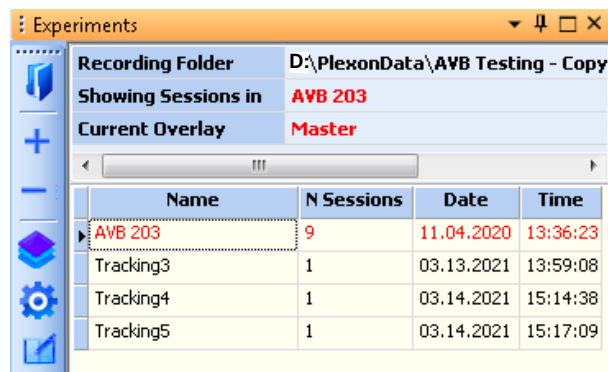 Experiments
Recording Folder D:\PlexonData\AVB Testing - Copy
Showing Sessions in AVB 203
Current Overlay Master
Name N Sessions Date Time
AVB 203 9 11.04.2020 13:36:23
Tracking3 1 03.13.2021 13:59:08
Tracking4 1 03.14.2021 15:14:38
Tracking5 1 03.14.2021 15:17:09